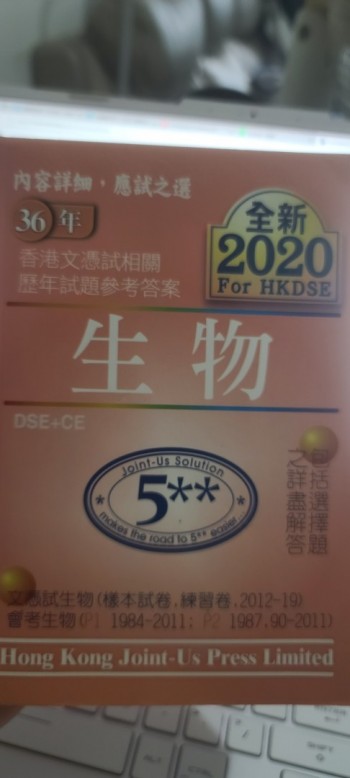 內容詳細，應試之選
36年
香港文憑試相關
歷年試題參考答案
全新
2020
For HKDSE
生物
DSE+CE
Joint-Us Solution
5**
makes the road to 5** easier
包括選擇題
之詳盡解答
文憑試生物(樣本試卷,練習卷,2012-19)
會考生物(P1 1984-2011; P2 1987,90-2011)
Hong Kong Joint-Us Press Limited